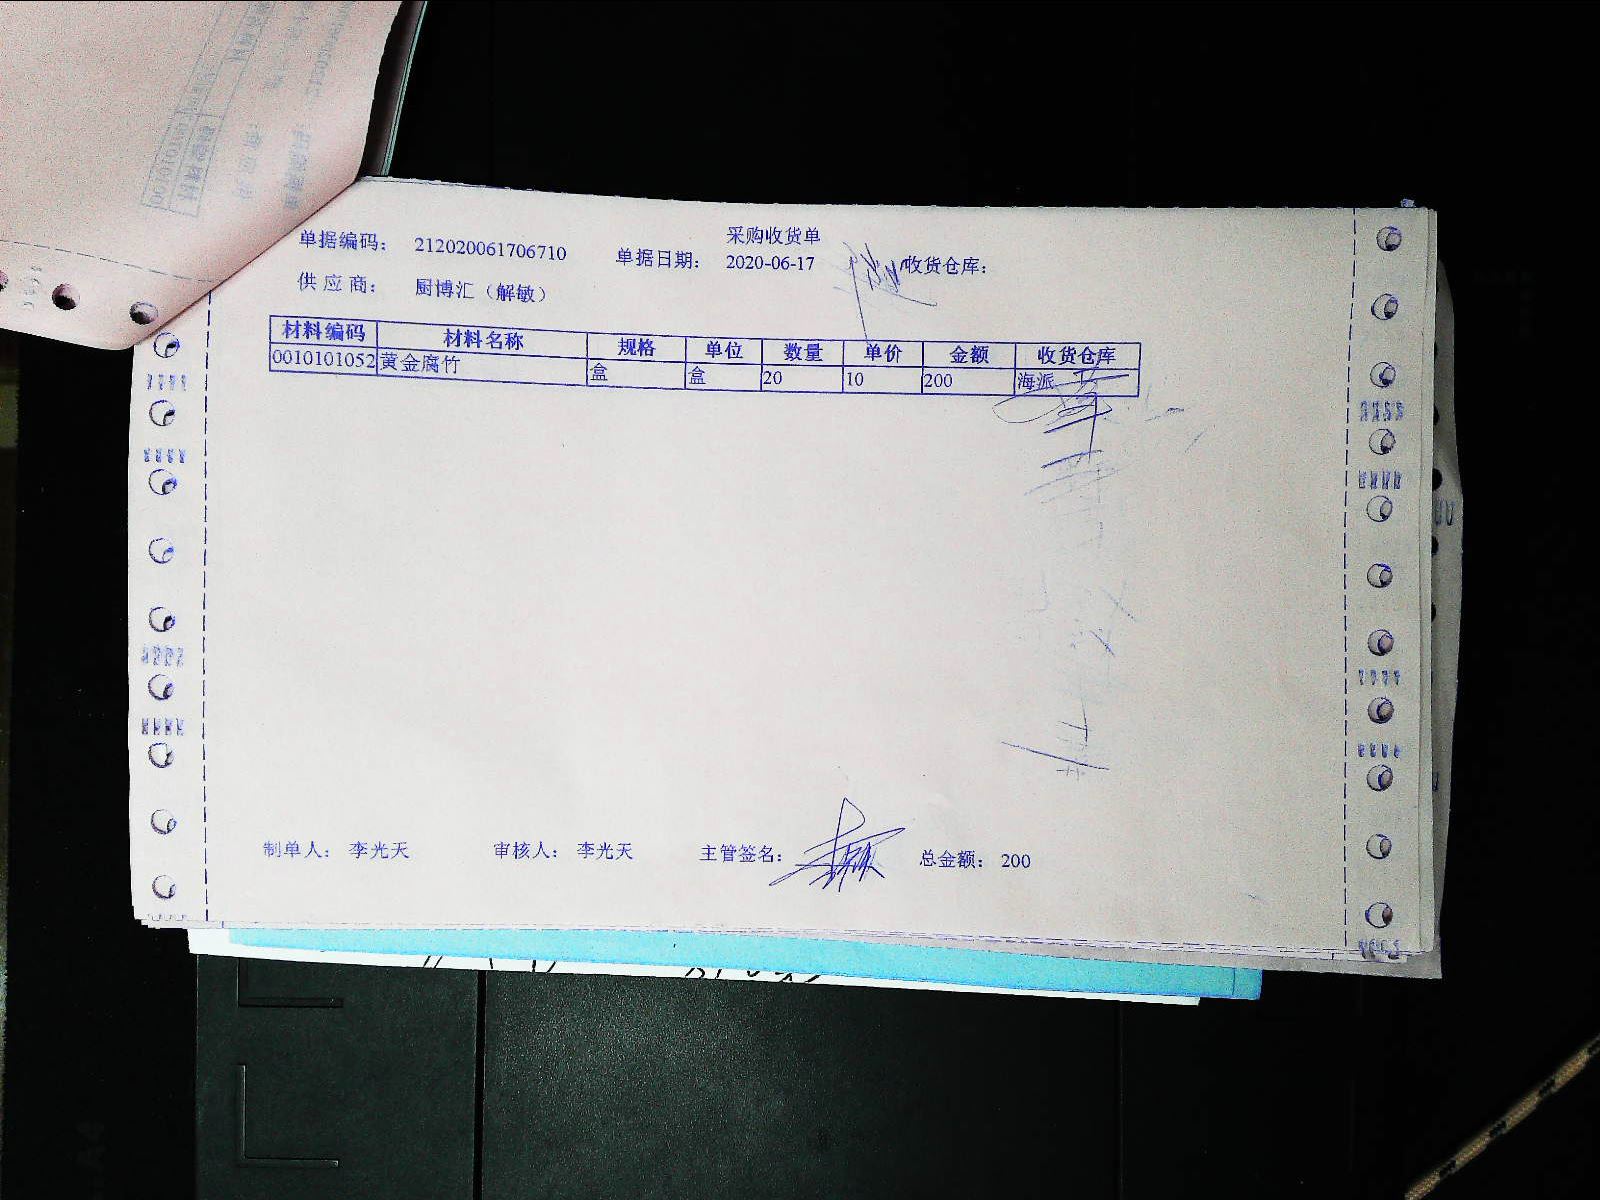 采购收货单
单据编码： 212020061706710 单据日期： 2020-06-17 收货仓库：
供 应 商： 厨博汇（解敏）
材料编码 材料名称 规格 单位 数量 单价 金额 收货仓库
0010101052 黄金腐竹 盒 盒 20 10 200 海派
制单人： 李光天 审核人： 李光天 主管签名： 总金额： 200